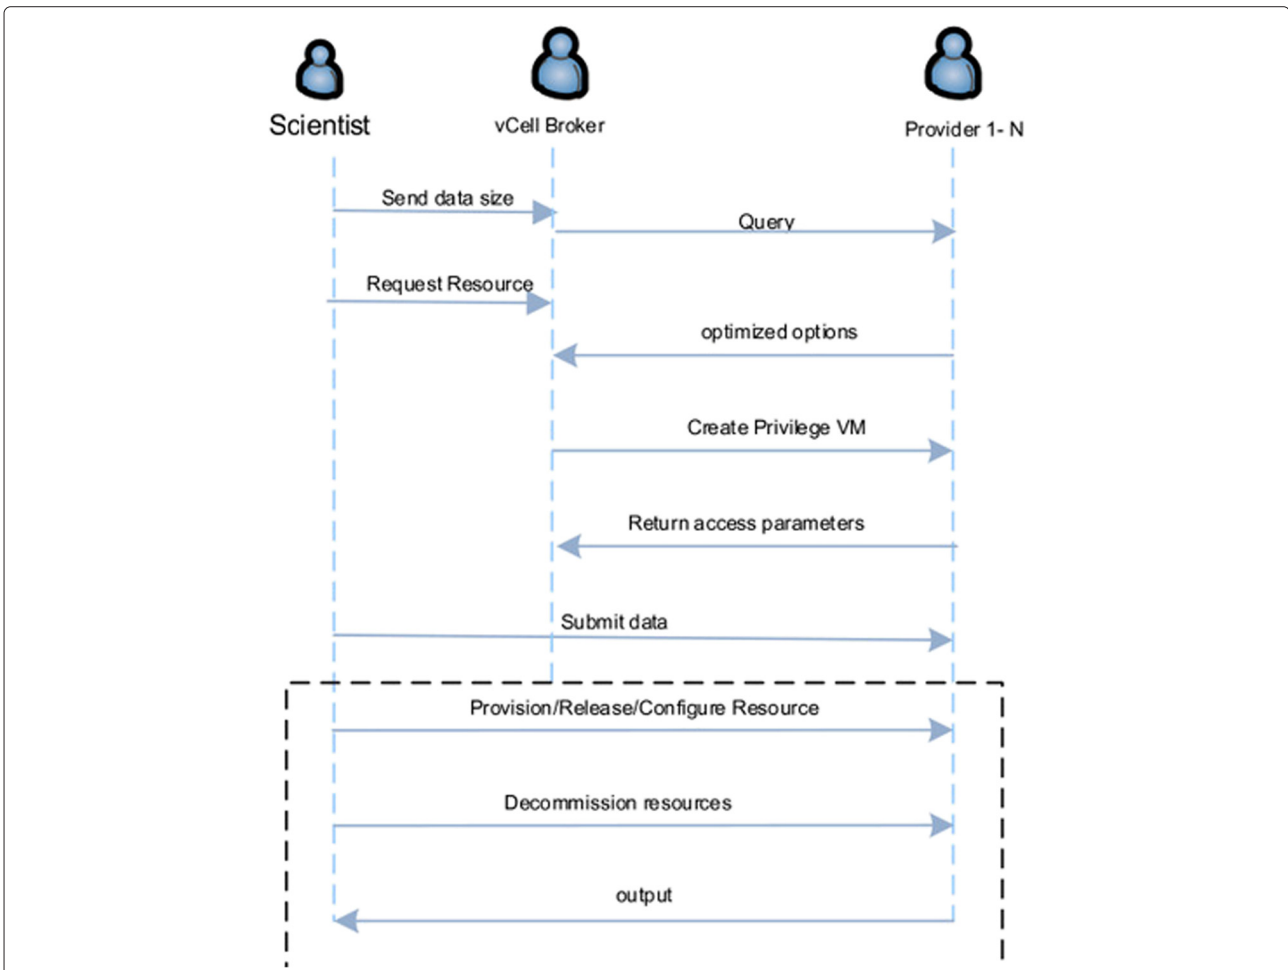 Scientist
vCell Broker
Provider 1- N
Send data size
Query
Request Resource
optimized options
Create Privilege VM
Return access parameters
Submit data
Provision/Release/Configure Resource
Decommission resources
output